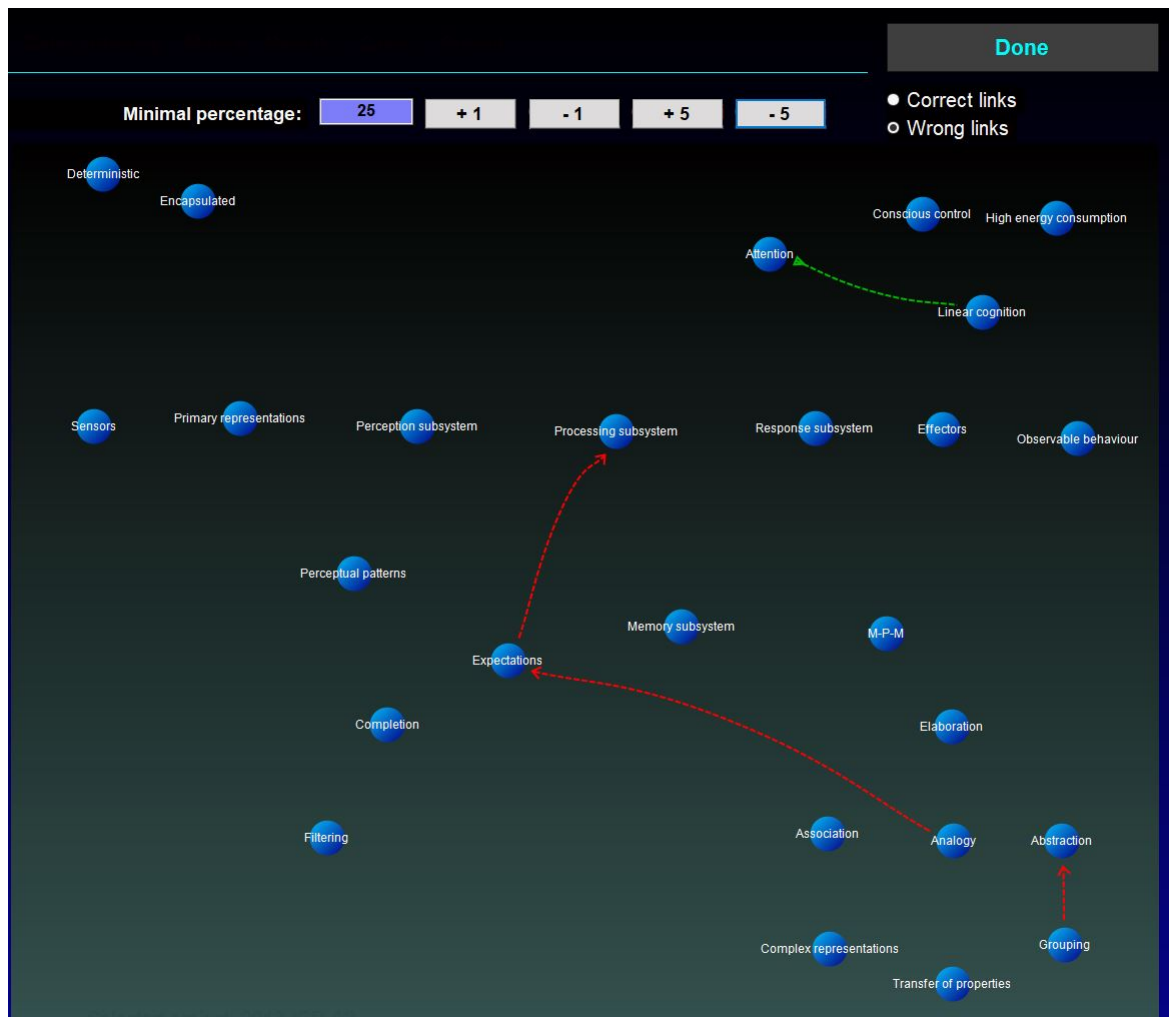 Done
Minimal percentage: 25 + 1 - 1 + 5 - 5
Correct links
Wrong links
Deterministic
Encapsulated
Conscious control
High energy consumption
Attention
Linear cognition
Sensors
Primary representations
Perception subsystem
Processing subsystem
Response subsystem
Effectors
Observable behaviour
Perceptual patterns
Memory subsystem
M-P-M
Expectations
Completion
Elaboration
Filtering
Association
Analogy
Abstraction
Complex representations
Grouping
Transfer of properties